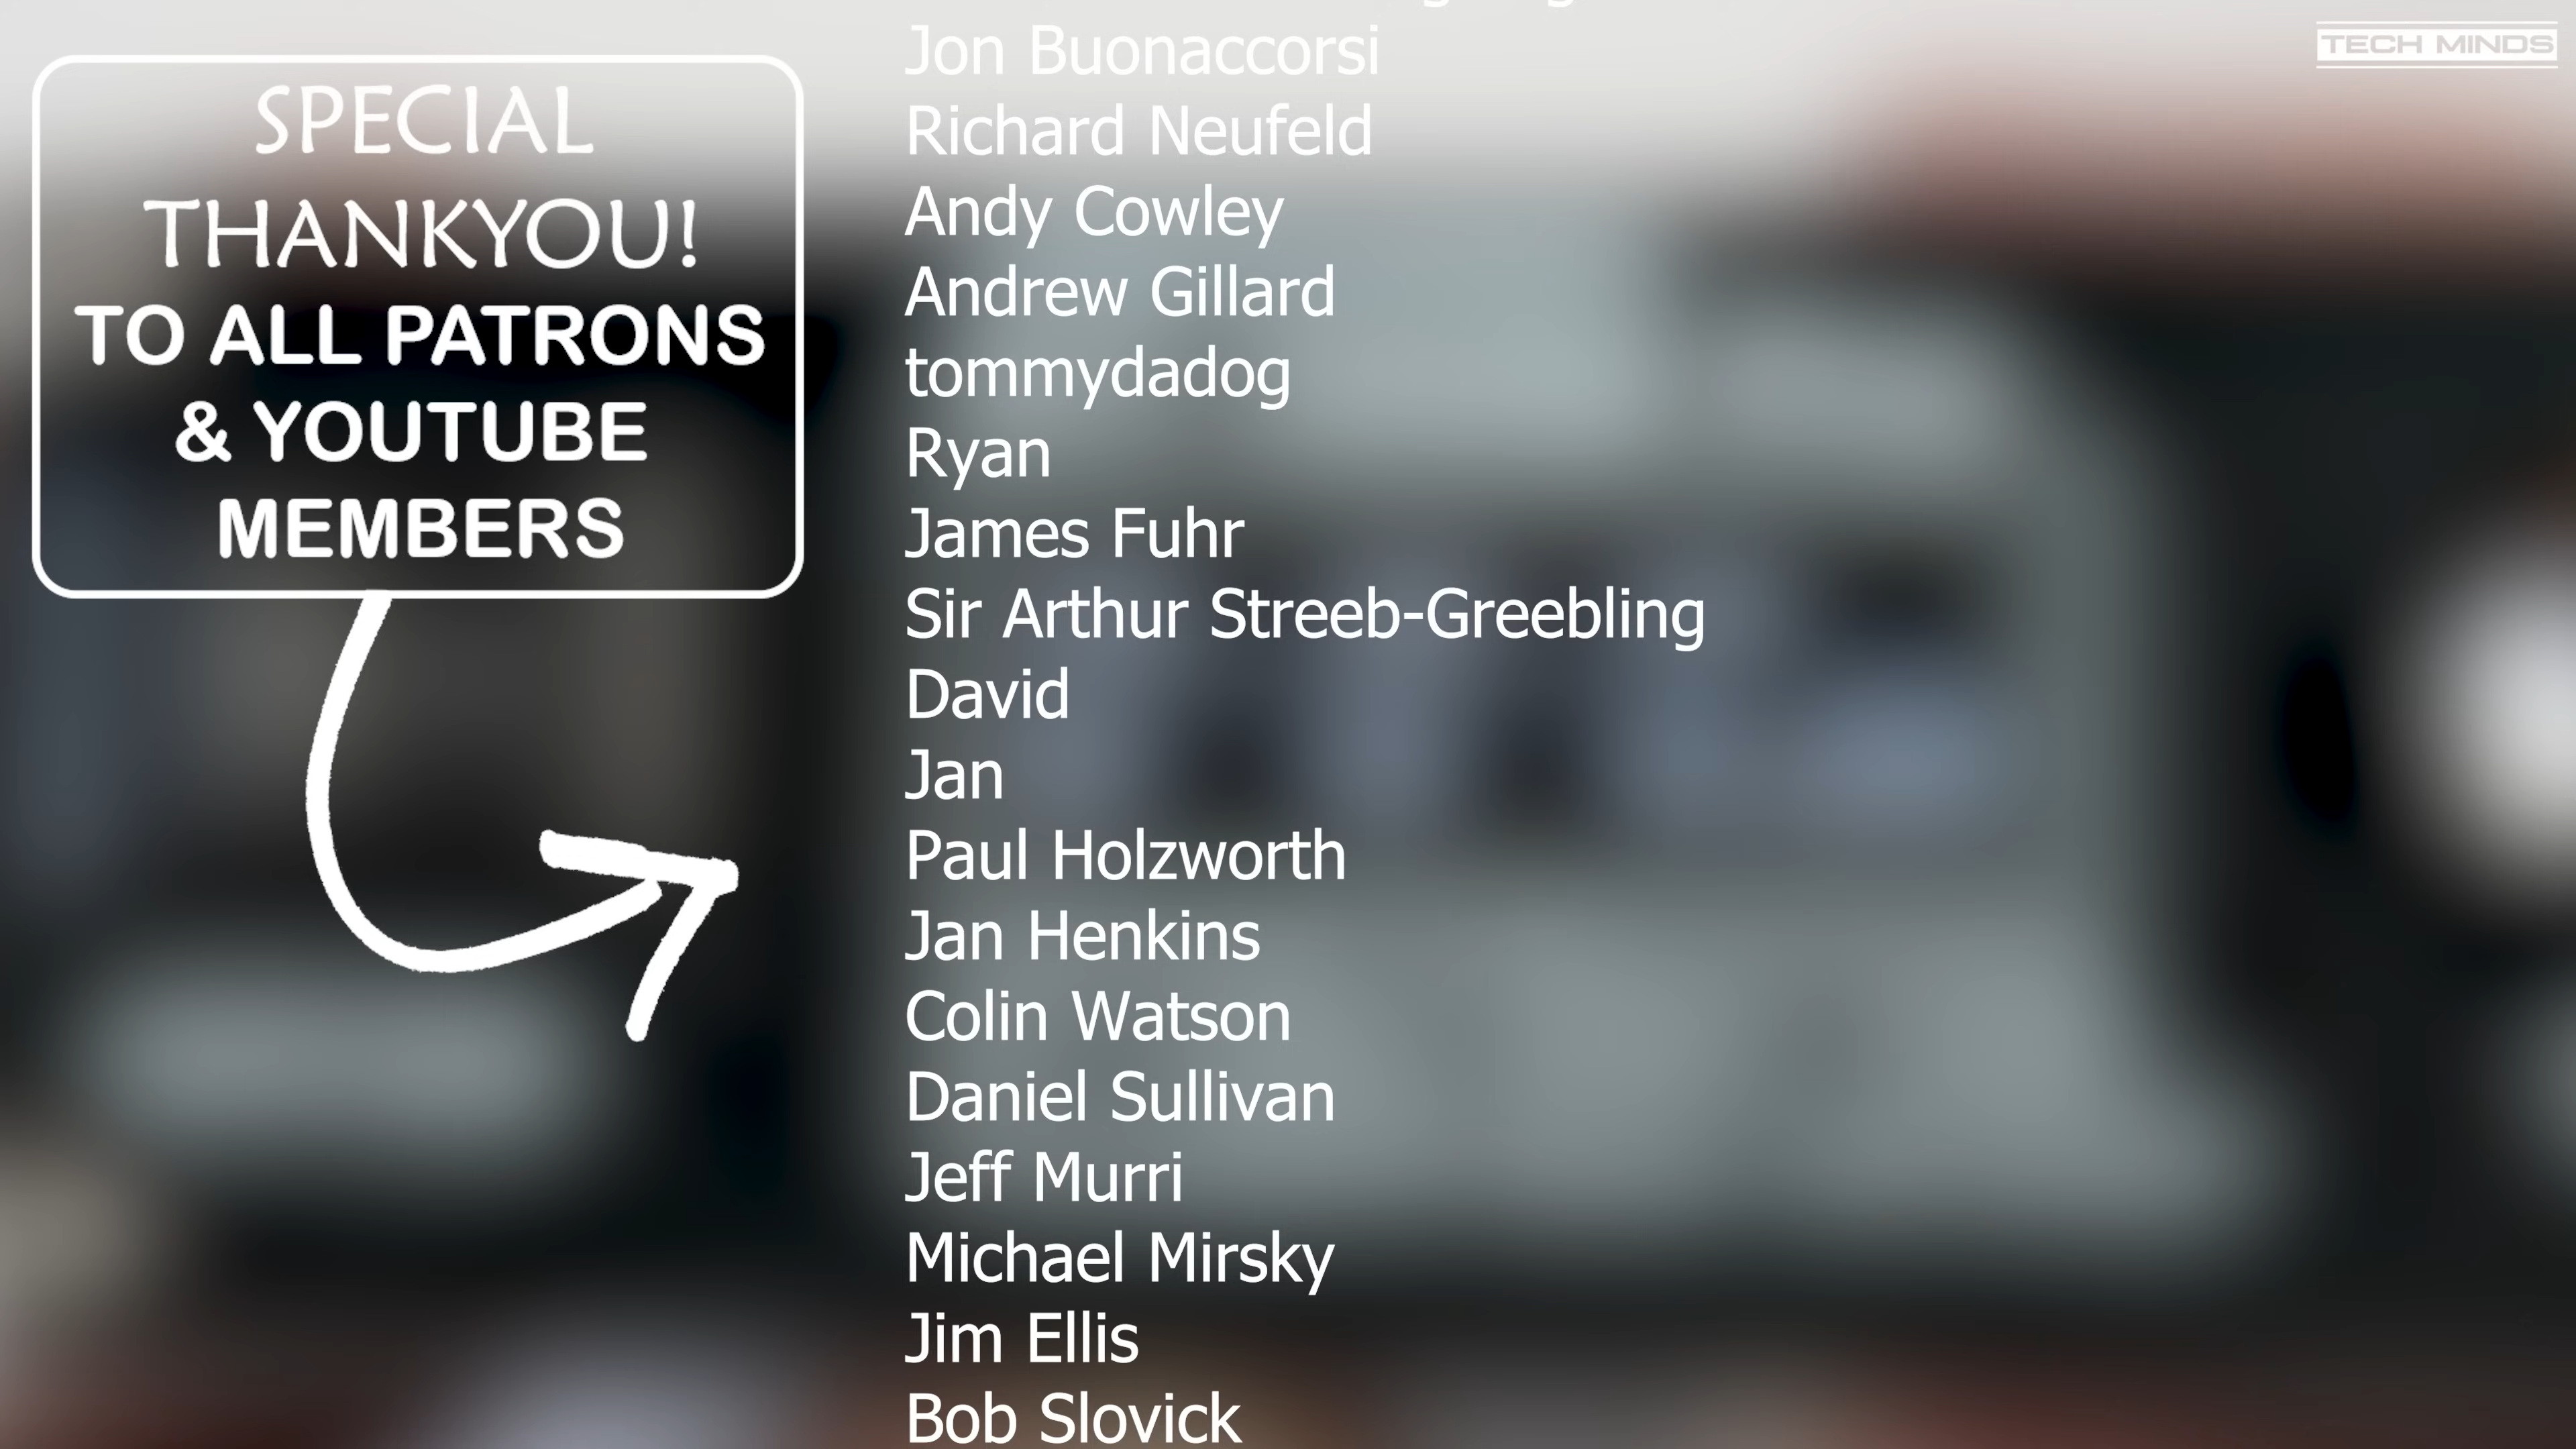 SPECIAL
THANKYOU!
TO ALL PATRONS
& YOUTUBE
MEMBERS
Jon Buonaccorsi
Richard Neufeld
Andy Cowley
Andrew Gillard
tommydadog
Ryan
James Fuhr
Sir Arthur Streeb-Greebling
David
Jan
Paul Holzworth
Jan Henkins
Colin Watson
Daniel Sullivan
Jeff Murri
Michael Mirsky
Jim Ellis
Bob Slovick
TECH MINDS